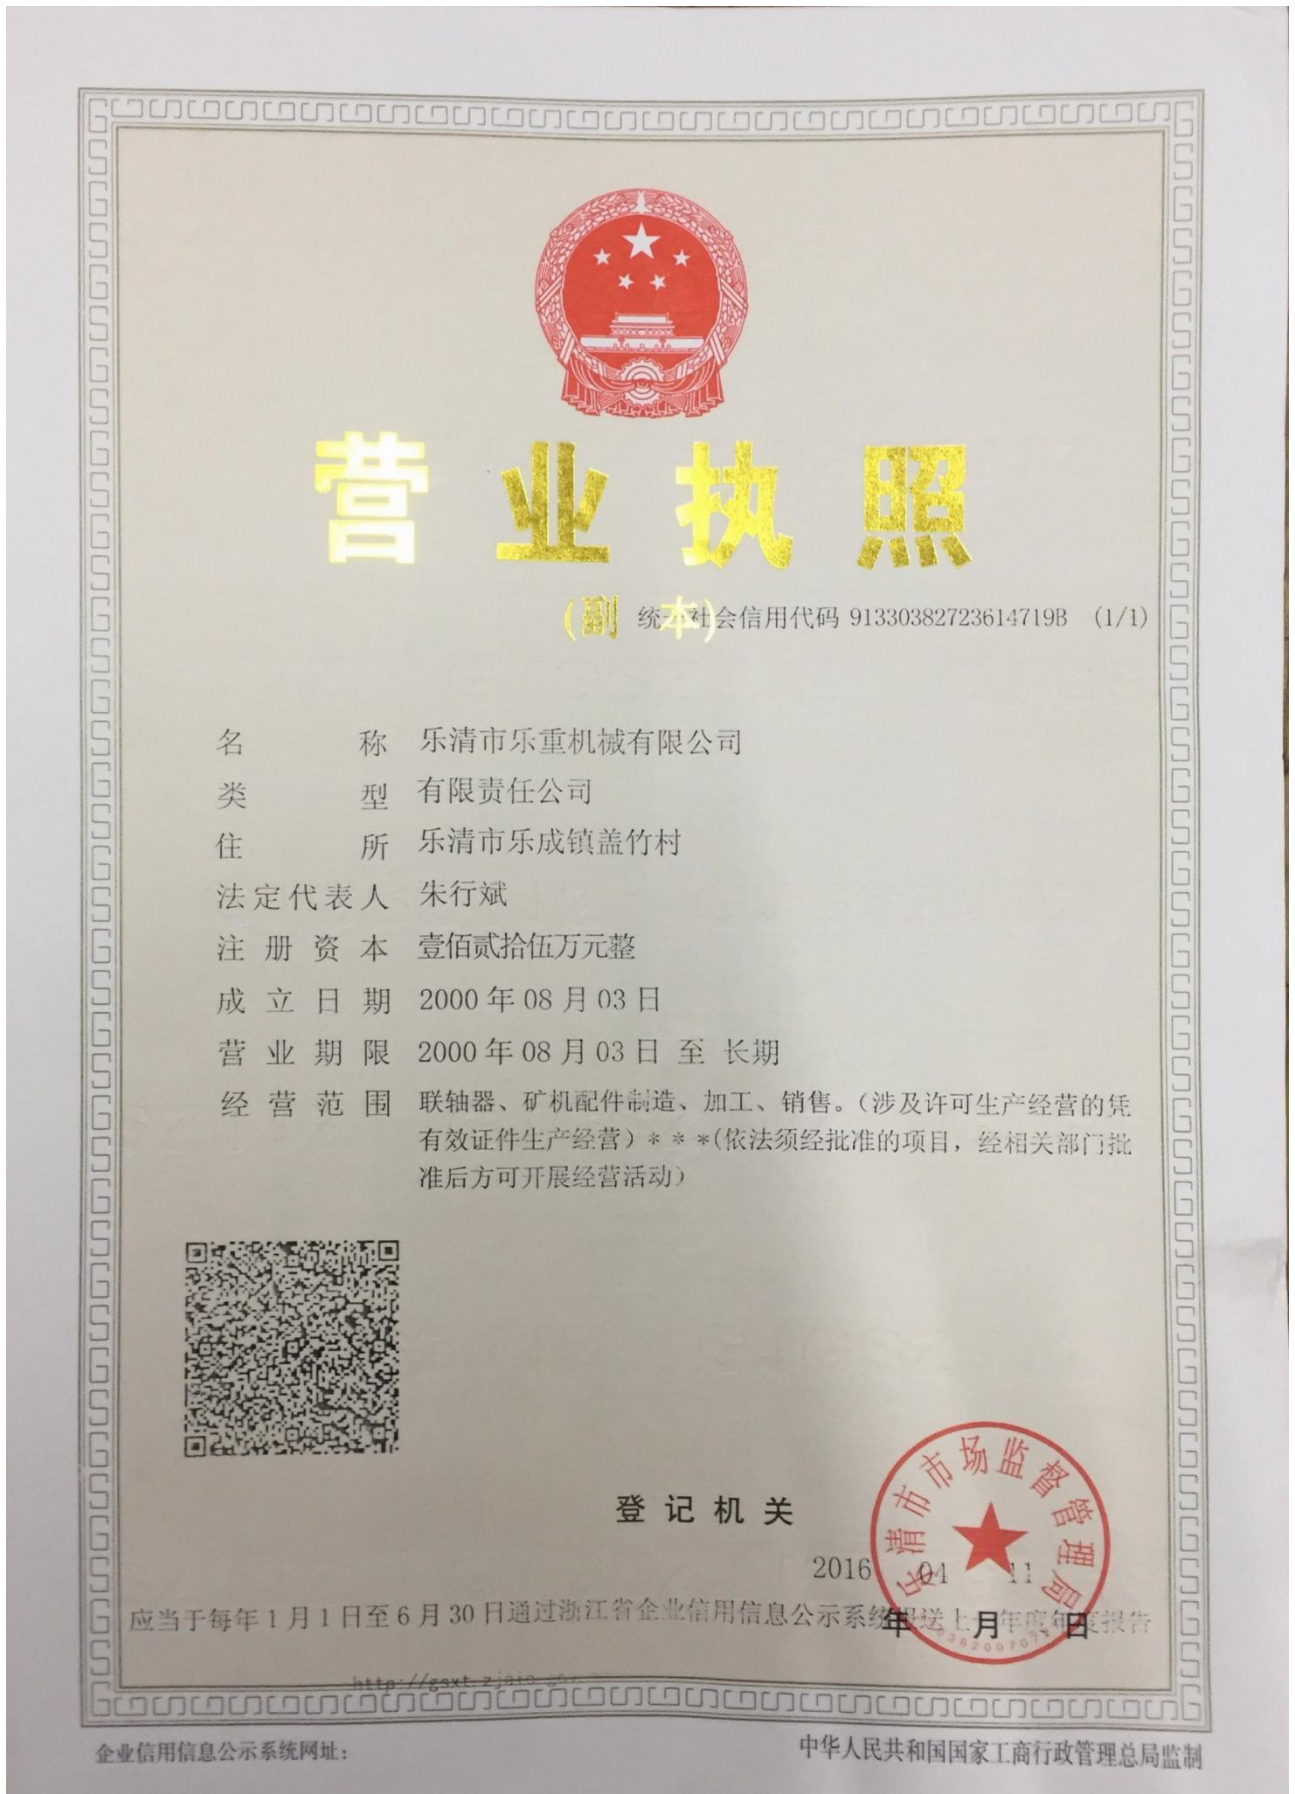 营业执照
(副 本)
统一社会信用代码 91330382723614719B (1/1)
名称 乐清市乐重机械有限公司
类型 有限责任公司
住所 乐清市乐成镇盖竹村
法定代表人 朱行斌
注册资本 壹佰贰拾伍万元整
成立日期 2000年08月03日
营业期限 2000年08月03日 至 长期
经营范围 联轴器、矿机配件制造、加工、销售。(涉及许可生产经营的凭
有效证件生产经营)＊＊＊(依法须经批准的项目，经相关部门批
准后方可开展经营活动)
登记机关
乐清市市场监督管理局
2016 04 11
年 月 日
应当于每年1月1日至6月30日通过浙江省企业信用信息公示系统报送上一年度年度报告
http://gsxt.zjaic.gov
企业信用信息公示系统网址：
中华人民共和国国家工商行政管理总局监制